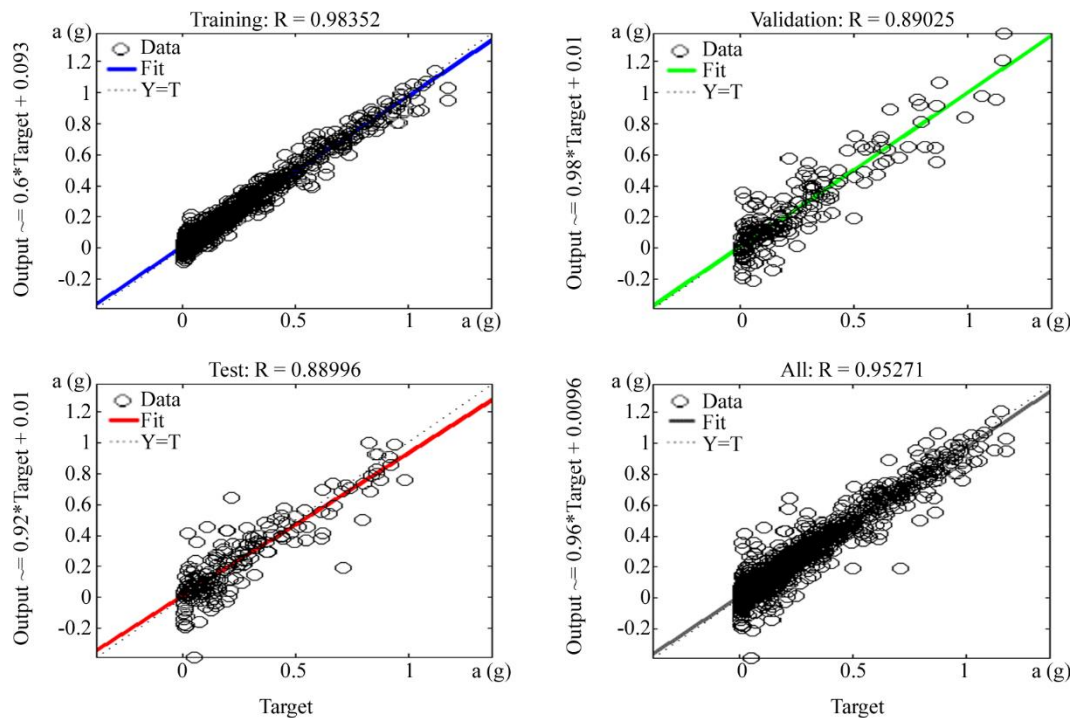 Training: R = 0.98352
a (g)
1.2
1
0.8
0.6
0.4
0.2
0
-0.2
Data
Fit
Y=T
Output ~= 0.6*Target + 0.093
0 0.5 1 a (g)
Validation: R = 0.89025
a (g)
1.2
1
0.8
0.6
0.4
0.2
0
-0.2
Data
Fit
Y=T
Output ~= 0.98*Target + 0.01
0 0.5 1 a (g)
Test: R = 0.88996
a (g)
1.2
1
0.8
0.6
0.4
0.2
0
-0.2
Data
Fit
Y=T
Output ~= 0.92*Target + 0.01
0 0.5 1 a (g)
Target
All: R = 0.95271
a (g)
1.2
1
0.8
0.6
0.4
0.2
0
-0.2
Data
Fit
Y=T
Output ~= 0.96*Target + 0.0096
0 0.5 1 a (g)
Target